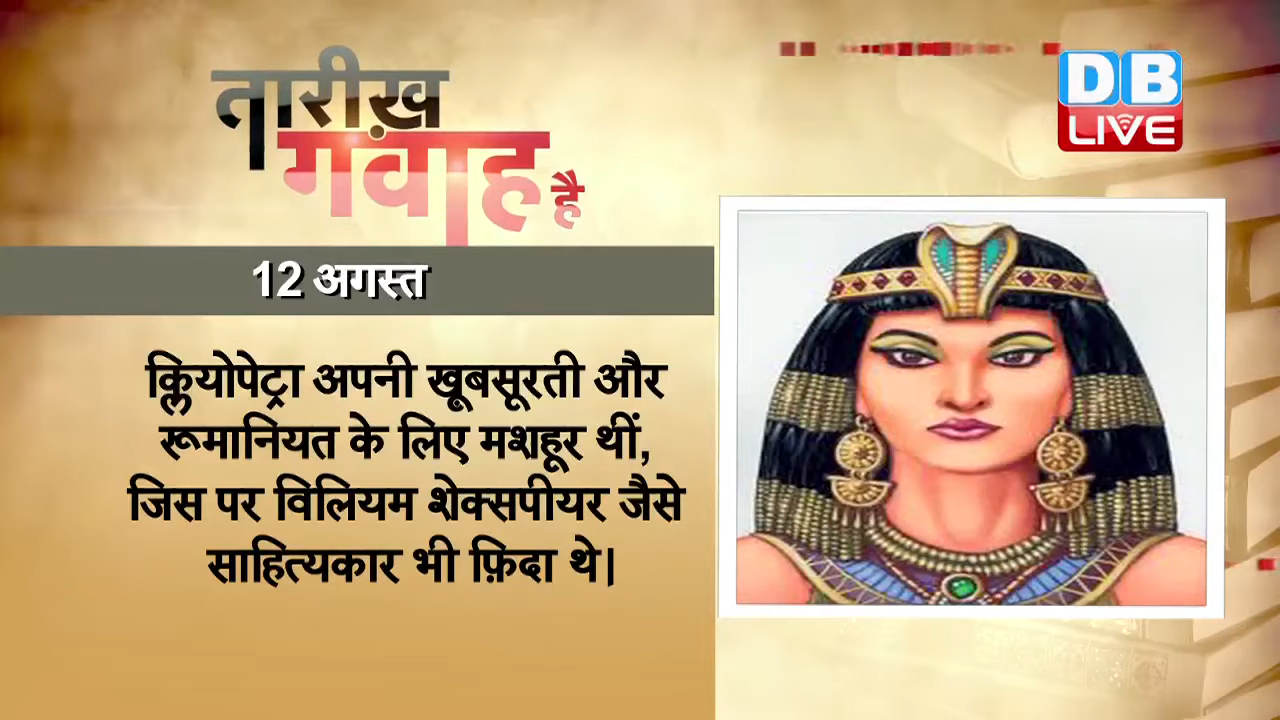 तारीख़
गवाह है
DB
LIVE
12 अगस्त
क्लियोपेट्रा अपनी खूबसूरती और
रूमानियत के लिए मशहूर थीं,
जिस पर विलियम शेक्सपीयर जैसे
साहित्यकार भी फ़िदा थे।